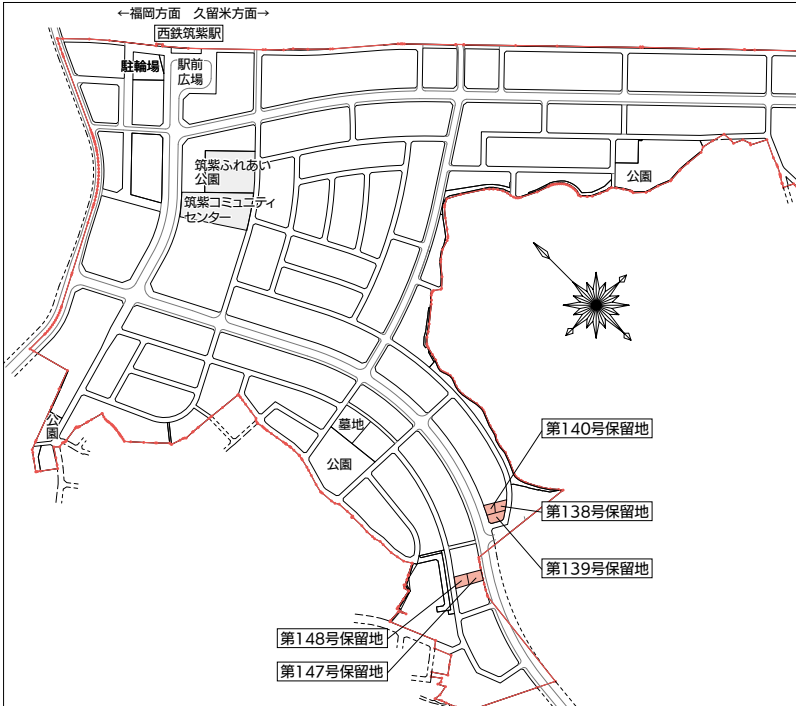 ←福岡方面 久留米方面→
西鉄筑紫駅
駐輪場
駅前
広場
筑紫ふれあい
公園
筑紫コミュニティ
センター
公園
公園
墓地
公園
第140号保留地
第138号保留地
第139号保留地
第148号保留地
第147号保留地